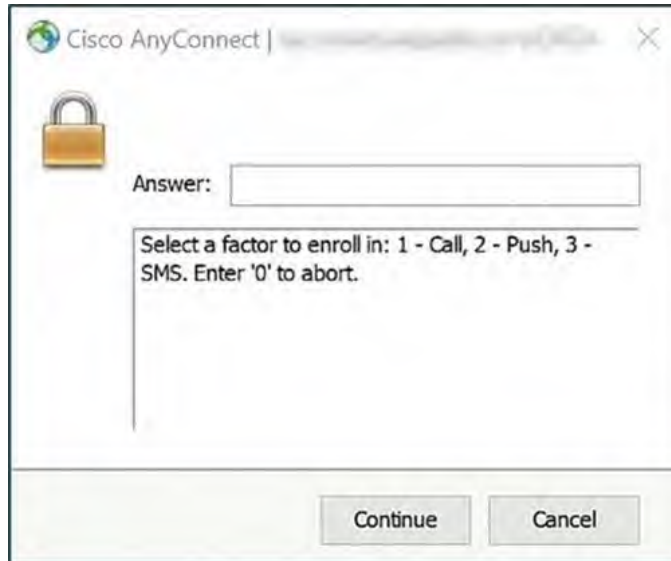 Cisco AnyConnect |
Answer:
Select a factor to enroll in: 1 - Call, 2 - Push, 3 -
SMS. Enter '0' to abort.
Continue
Cancel